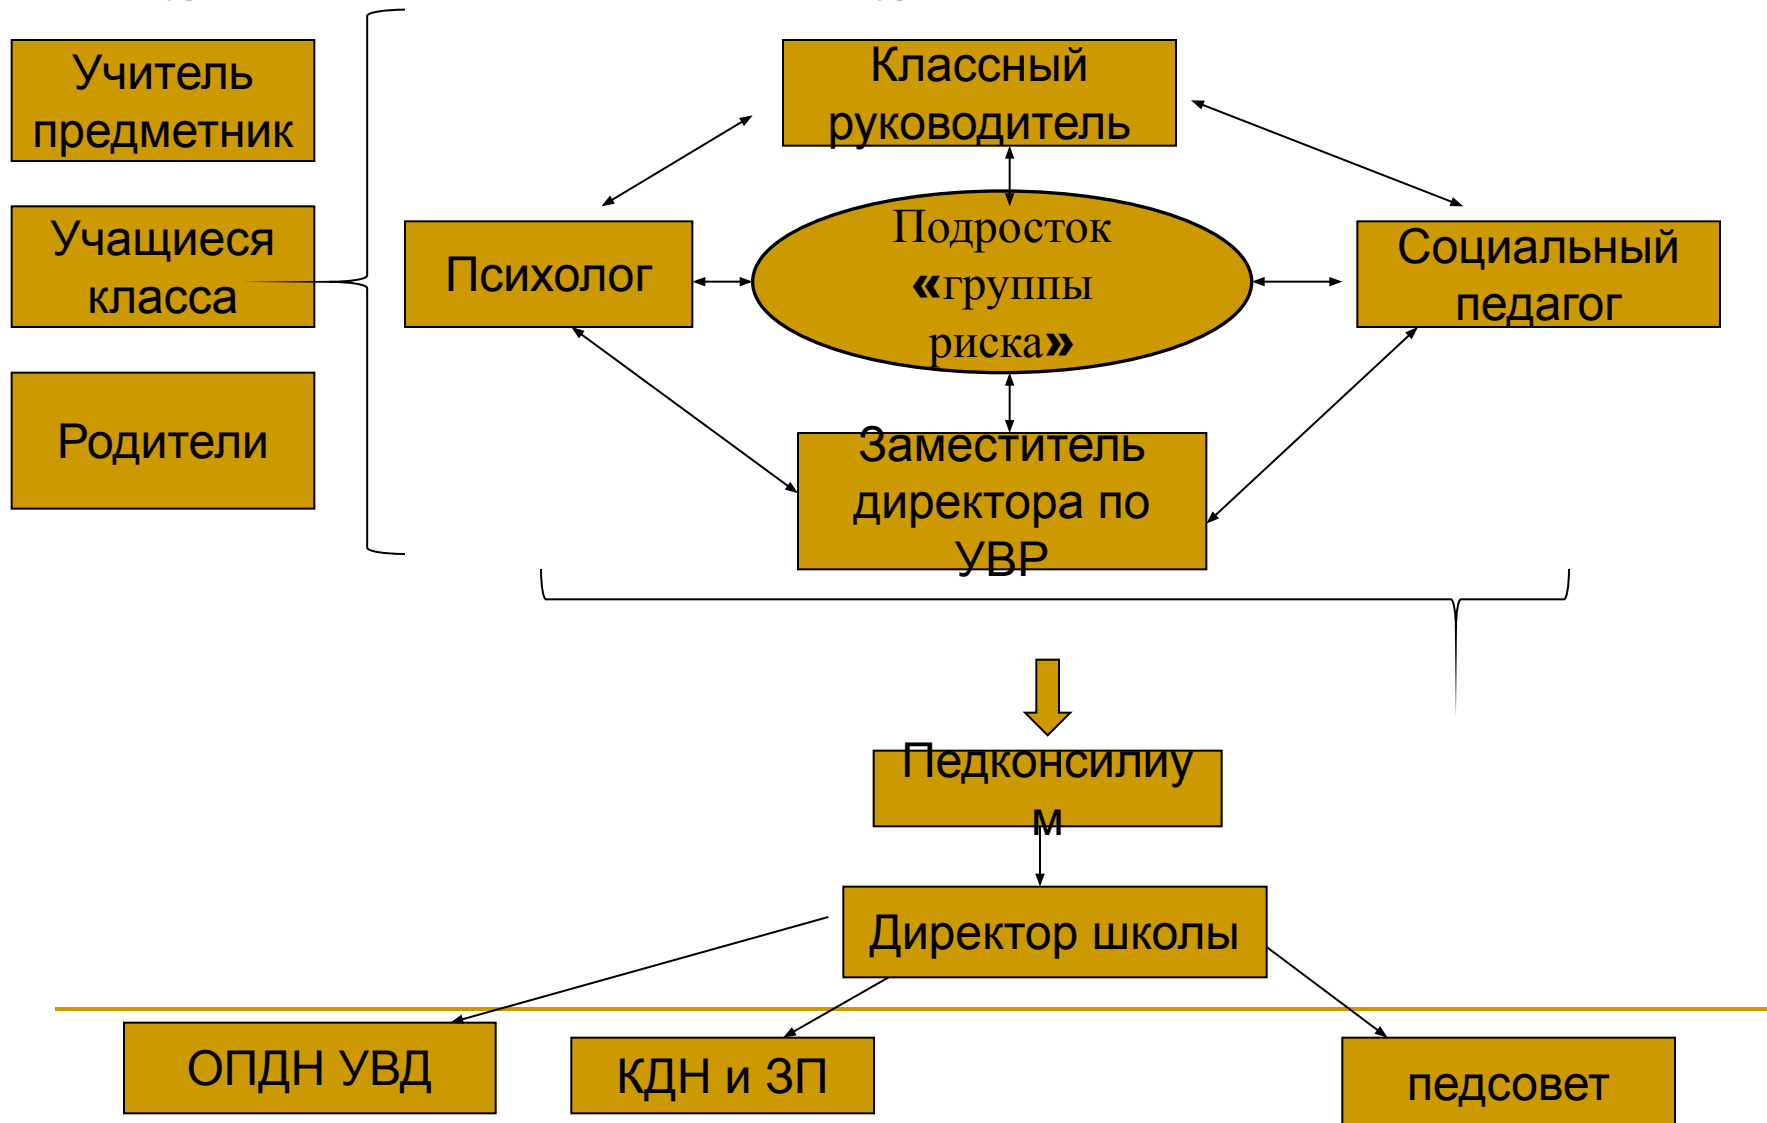 Учитель
предметник
Учащиеся
класса
Родители
Классный
руководитель
Психолог
Подросток
«группы
риска»
Социальный
педагог
Заместитель
директора по
УВР
Педконсилиу
м
Директор школы
ОПДН УВД
КДН и ЗП
педсовет